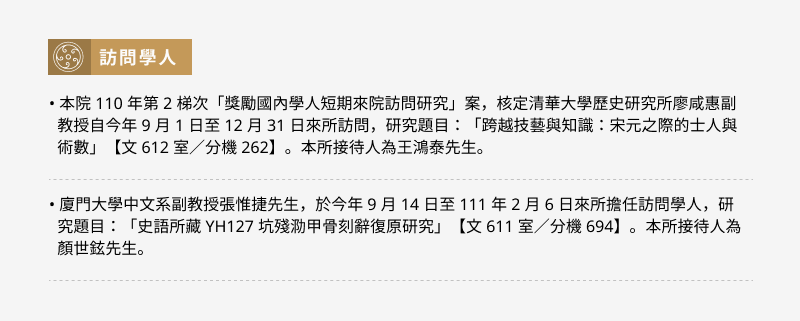 訪問學人
• 本院 110 年第 2 梯次「獎勵國內學人短期來院訪問研究」案，核定清華大學歷史研究所廖咸惠副
教授自今年 9 月 1 日至 12 月 31 日來所訪問，研究題目：「跨越技藝與知識：宋元之際的士人與
術數」【文 612 室／分機 262】。本所接待人為王鴻泰先生。
• 廈門大學中文系副教授張惟捷先生，於今年 9 月 14 日至 111 年 2 月 6 日來所擔任訪問學人，研
究題目：「史語所藏 YH127 坑殘泐甲骨刻辭復原研究」【文 611 室／分機 694】。本所接待人為
顏世鉉先生。